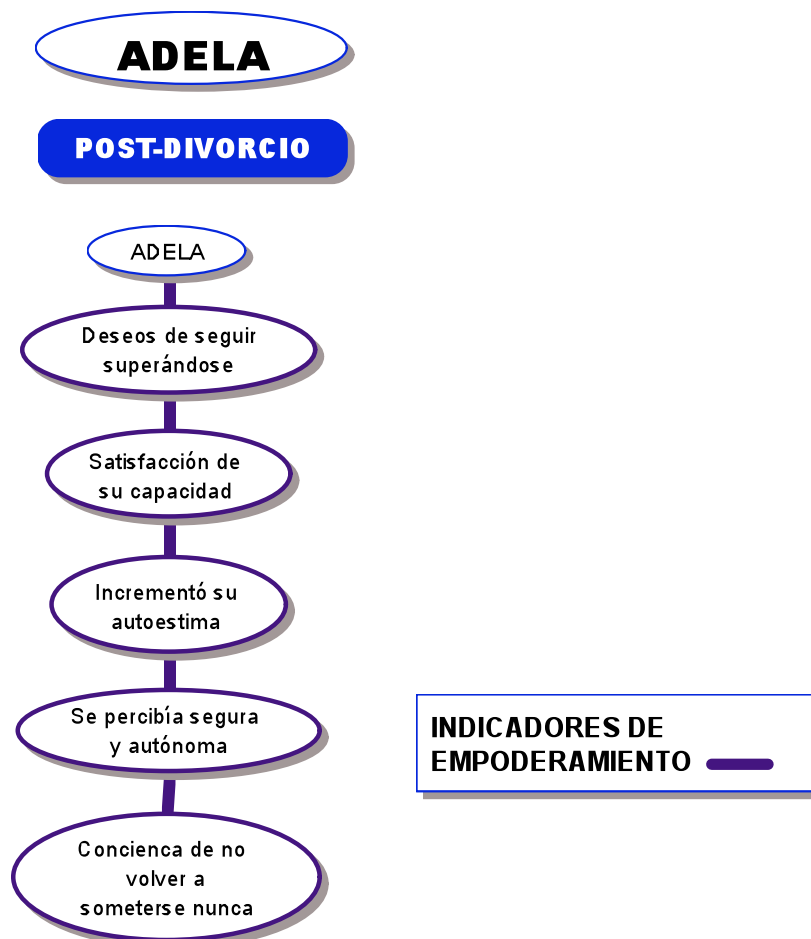 ADELA
POST-DIVORCIO
ADELA
Deseos de seguir
superándose
Satisfacción de
su capacidad
Incrementó su
autoestima
Se percibía segura
y autónoma
Concienca de no
volver a
someterse nunca
INDICADORES DE
EMPODERAMIENTO